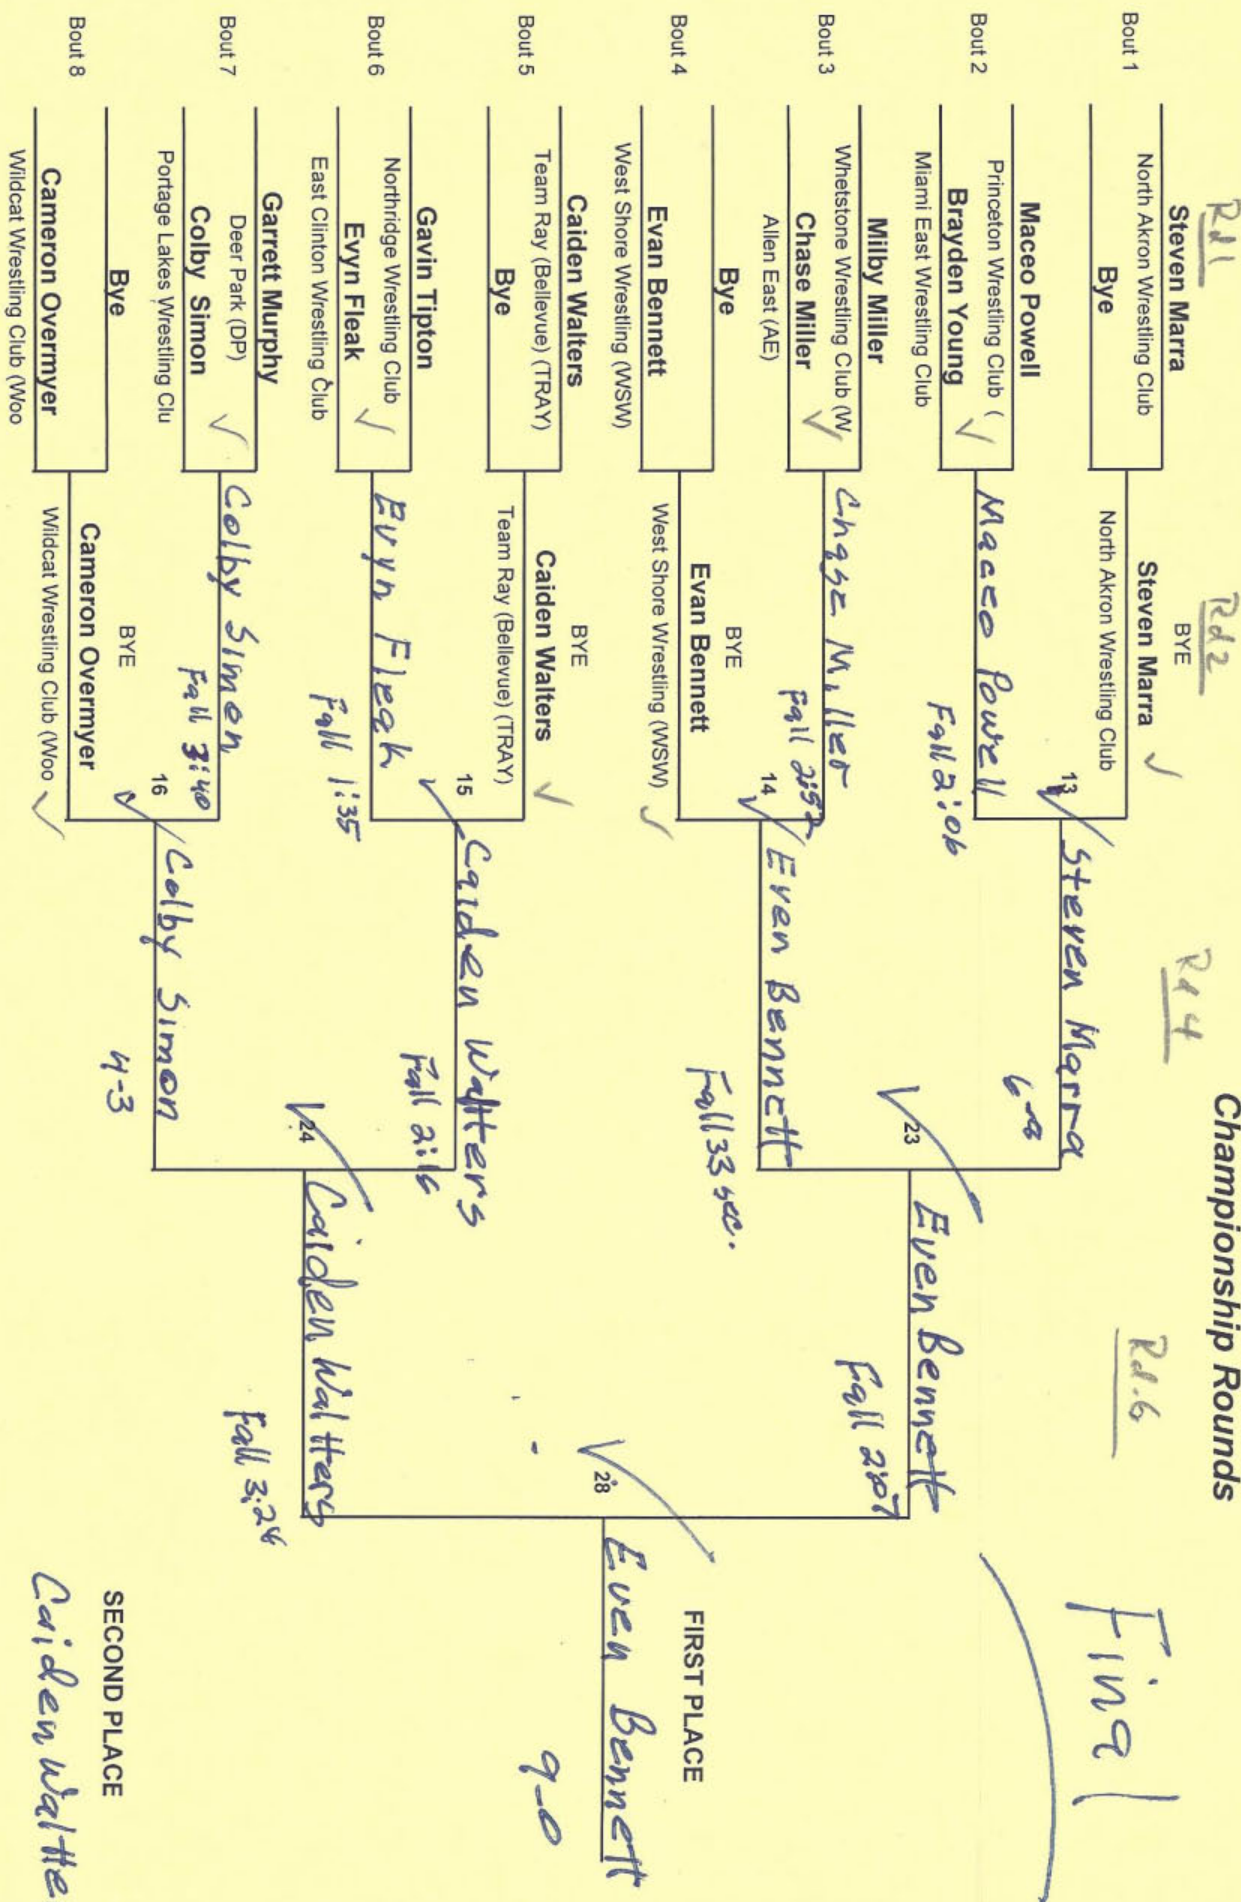 Championship Rounds
Rd 1
Rd 2
Rd 4
Rd.6
Final
Bout 1
Steven Marra
North Akron Wrestling Club
Bye
Bout 2
Maceo Powell
Princeton Wrestling Club (
Brayden Young
Miami East Wrestling Club
Bout 3
Milby Miller
Whetstone Wrestling Club (W
Chase Miller
Allen East (AE)
Bout 4
Bye
Evan Bennett
West Shore Wrestling (WSW)
Bout 5
Caiden Walters
Team Ray (Bellevue) (TRAY)
Bye
Bout 6
Gavin Tipton
Northridge Wrestling Club
Evyn Fleak
East Clinton Wrestling Club
Bout 7
Garrett Murphy
Deer Park (DP)
Colby Simon
Portage Lakes Wrestling Clu
Bout 8
Bye
Cameron Overmyer
Wildcat Wrestling Club (Woo
BYE
Steven Marra
North Akron Wrestling Club
13
Maceo Powell
Fall 2:06
Chase Miller
Fall 2:52
14
BYE
Evan Bennett
West Shore Wrestling (WSW)
BYE
Caiden Walters
Team Ray (Bellevue) (TRAY)
15
Evyn Fleak
Fall 1:35
Colby Simon
Fall 3:40
16
BYE
Cameron Overmyer
Wildcat Wrestling Club (Woo
Steven Marra
23
Even Bennett
Fall 33 sec.
Caiden Walters
Fall 2:16
24
Colby Simon
4-3
Even Bennett
Fall 2:07
28
Caiden Walters
Fall 3:28
FIRST PLACE
Even Bennett
9-0
SECOND PLACE
Caiden Walte